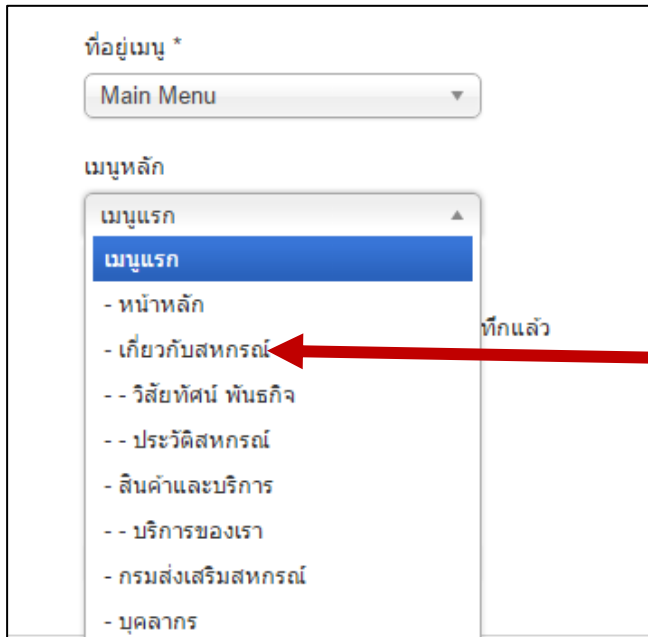 ที่อยู่เมนู *
Main Menu
เมนูหลัก
เมนูแรก
เมนูแรก
- หน้าหลัก
ทึกแล้ว
- เกี่ยวกับสหกรณ์
- - วิสัยทัศน์ พันธกิจ
- - ประวัติสหกรณ์
- สินค้าและบริการ
- - บริการของเรา
- กรมส่งเสริมสหกรณ์
- บุคลากร